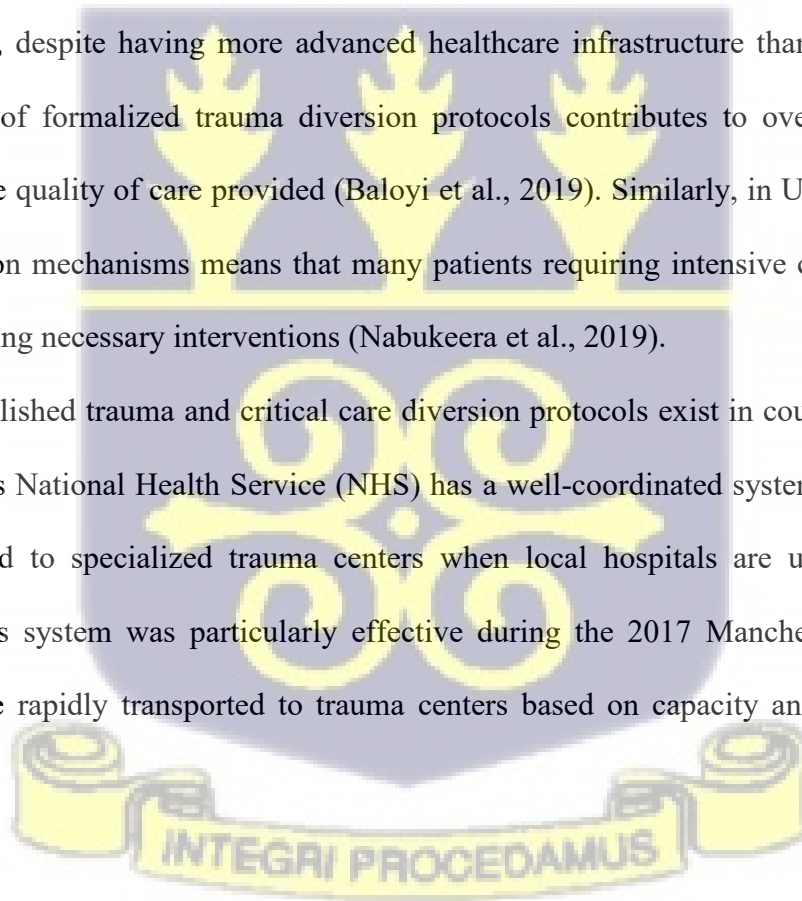 , despite having more advanced healthcare infrastructure than
of formalized trauma diversion protocols contributes to ove
e quality of care provided (Baloyi et al., 2019). Similarly, in U
on mechanisms means that many patients requiring intensive c
ing necessary interventions (Nabukeera et al., 2019).
lished trauma and critical care diversion protocols exist in cou
s National Health Service (NHS) has a well-coordinated system
d to specialized trauma centers when local hospitals are u
s system was particularly effective during the 2017 Manche
e rapidly transported to trauma centers based on capacity an
INTEGRI PROCEDAMUS